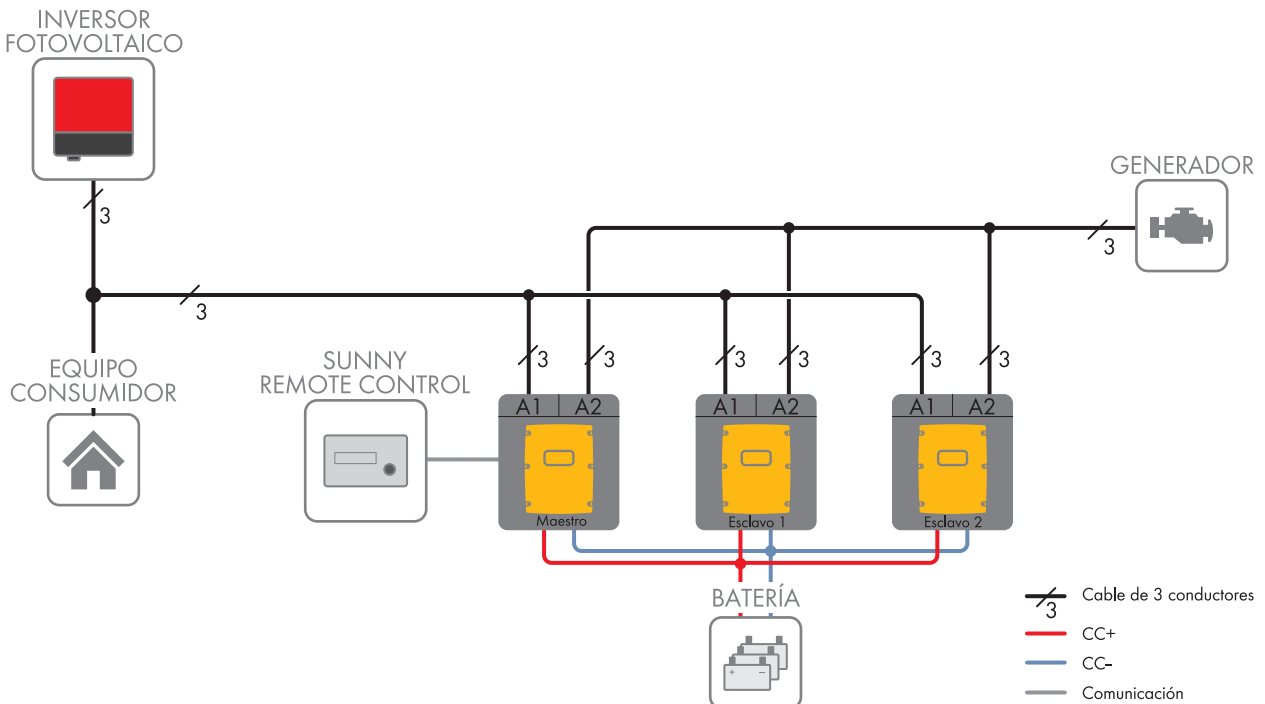 INVERSOR
FOTOVOLTAICO
3
GENERADOR
3
3
EQUIPO
CONSUMIDOR
SUNNY
REMOTE CONTROL
3
3
3
3
3
3
A1 A2
A1 A2
A1 A2
Maestro
Esclavo 1
Esclavo 2
BATERÍA
+ −
3 Cable de 3 conductores
CC+
CC−
Comunicación